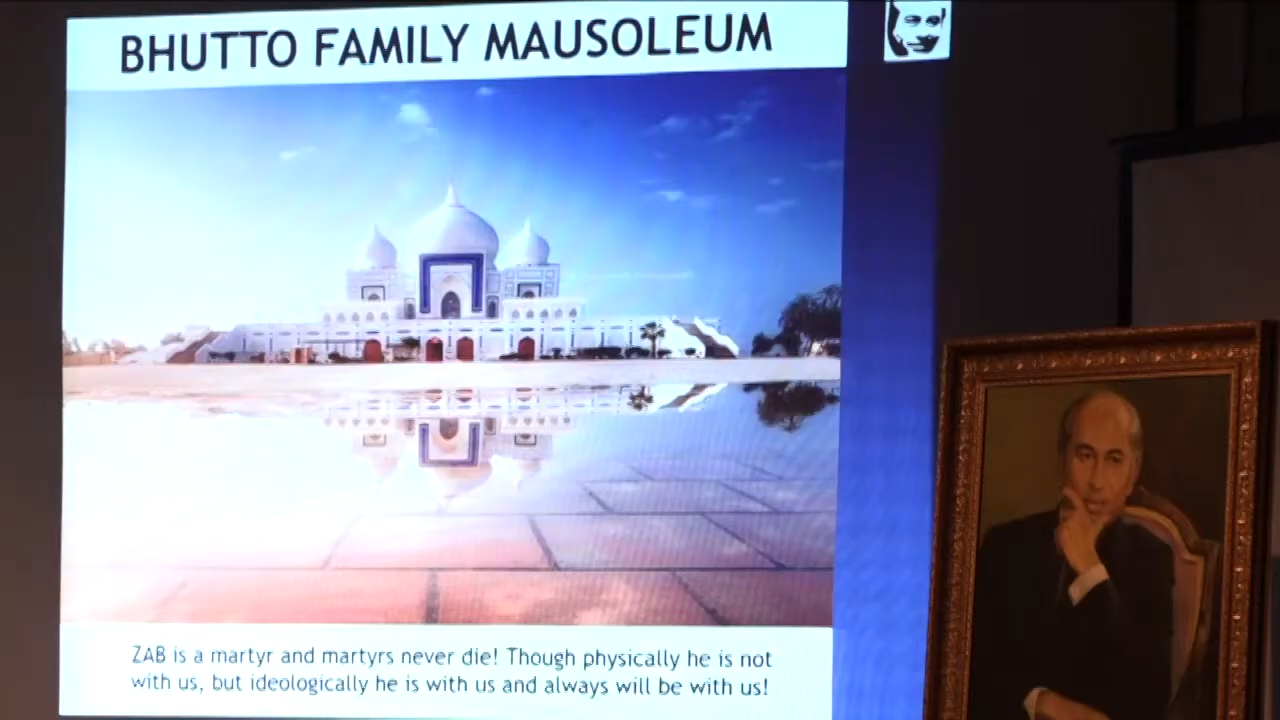 BHUTTO FAMILY MAUSOLEUM
ZAB is a martyr and martyrs never die! Though physically he is not
with us, but ideologically he is with us and always will be with us!